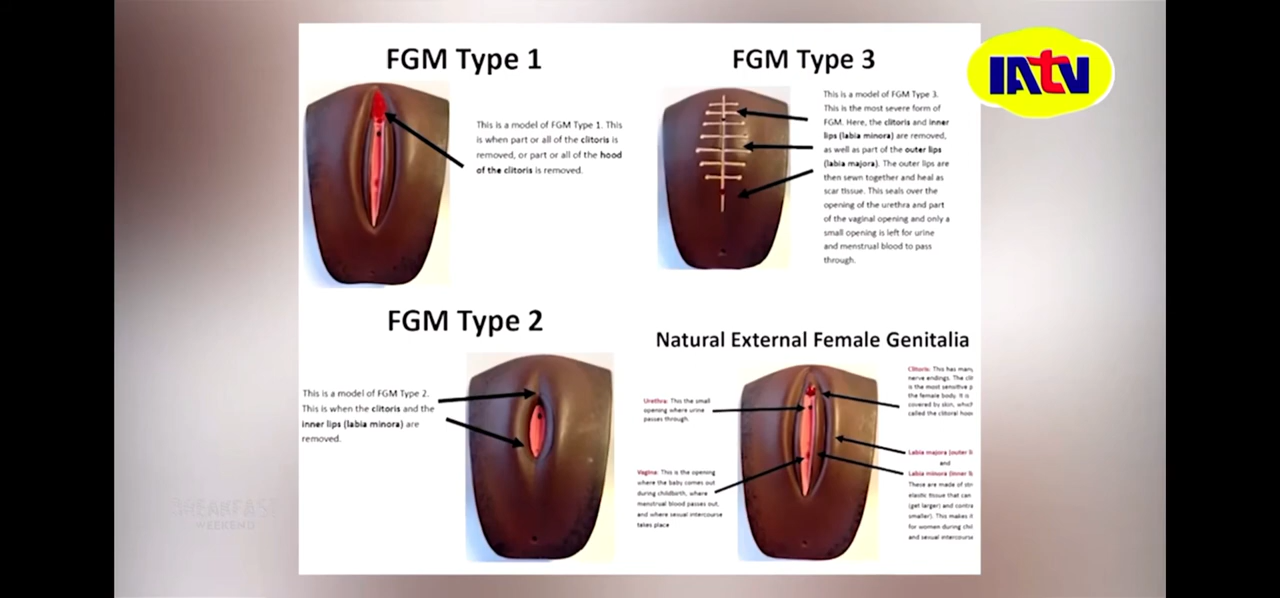 FGM Type 1
This is a model of FGM Type 1. This
is when part or all of the clitoris is
removed, or part or all of the hood
of the clitoris is removed.
FGM Type 3
This is a model of FGM Type 3.
This is the most severe form of
FGM. Here, the clitoris and inner
lips (labia minora) are removed,
as well as part of the outer lips
(labia majora). The outer lips are
then sewn together and heal as
scar tissue. This seals over the
opening of the urethra and part
of the vaginal opening and only a
small opening is left for urine
and menstrual blood to pass
through.
IAtV
FGM Type 2
This is a model of FGM Type 2.
This is when the clitoris and the
inner lips (labia minora) are
removed.
Natural External Female Genitalia
Urethra: This the small
opening where urine
passes through.
Vagina: This is the opening
where the baby comes out
during childbirth, where
menstrual blood passes out,
and where sexual intercourse
takes place
Clitoris: This has many
nerve endings. The
is the most sensitive
the female body. It is
covered by skin,
called the clitoral
Labia majora (outer
and
Labia minora (inner
These are made of
elastic tissue that can
(get larger) and
smaller). This makes
for women during
and sexual intercourse
WEEKEND